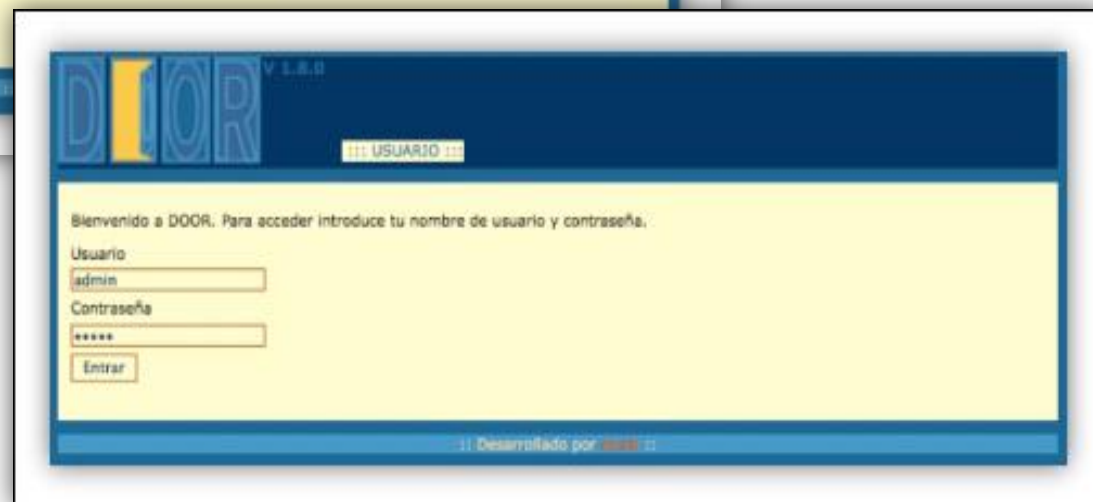 DOOR V 1.8.0
::: USUARIO :::
Bienvenido a DOOR. Para acceder introduce tu nombre de usuario y contraseña.
Usuario
admin
Contraseña
*****
Entrar
:: Desarrollado por ::